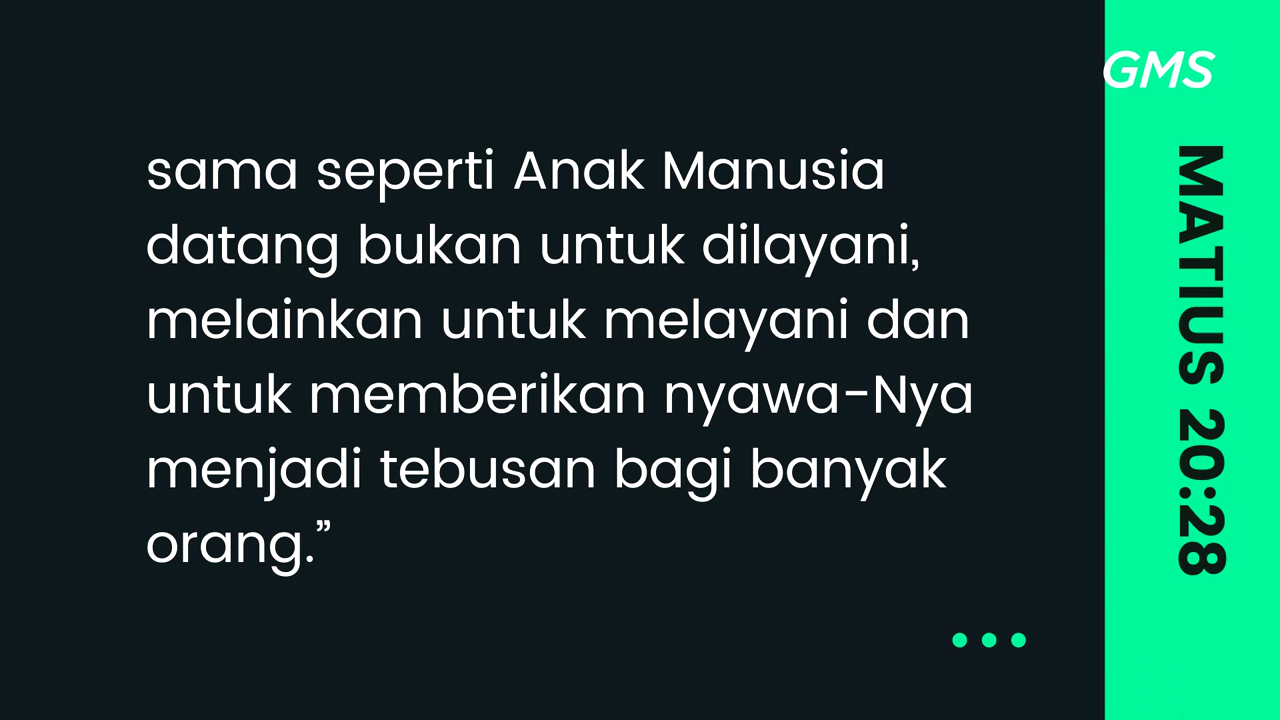 GMS
sama seperti Anak Manusia
datang bukan untuk dilayani,
melainkan untuk melayani dan
untuk memberikan nyawa-Nya
menjadi tebusan bagi banyak
orang.”
MATIUS 20:28